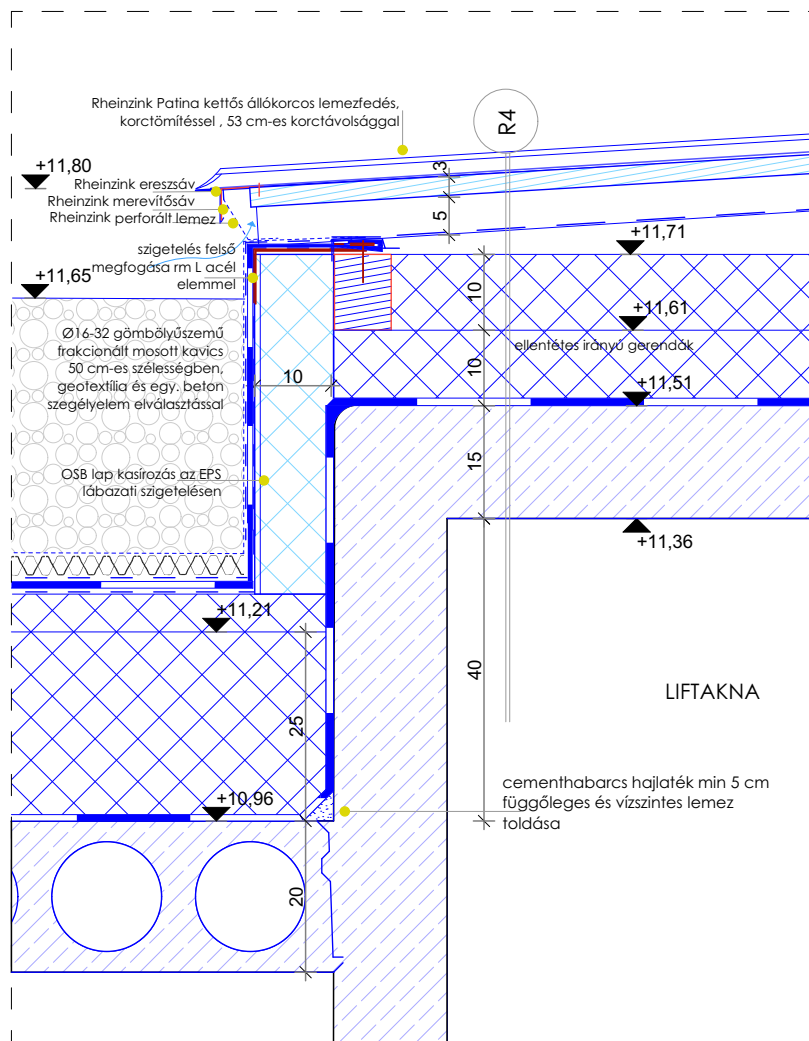 Rheinzink Patina kettős állókorcos lemezfedés,
korctömítéssel , 53 cm-es korctávolsággal
R4
+11,80
3
Rheinzink ereszsáv
Rheinzink merevítősáv
Rheinzink perforált lemez
5
szigetelés felső
megfogása rm L acél
elemmel
+11,71
+11,65
10
+11,61
Ø16-32 gömbölyűszemű
frakcionált mosott kavics
50 cm-es szélességben,
geotextília és egy. beton
szegélyelem elválasztással
ellentétes irányú gerendák
10
10
+11,51
15
OSB lap kasírozás az EPS
lábazati szigetelésen
+11,36
+11,21
40
LIFTAKNA
25
cementhabarcs hajlaték min 5 cm
függőleges és vízszintes lemez
toldása
+10,96
20